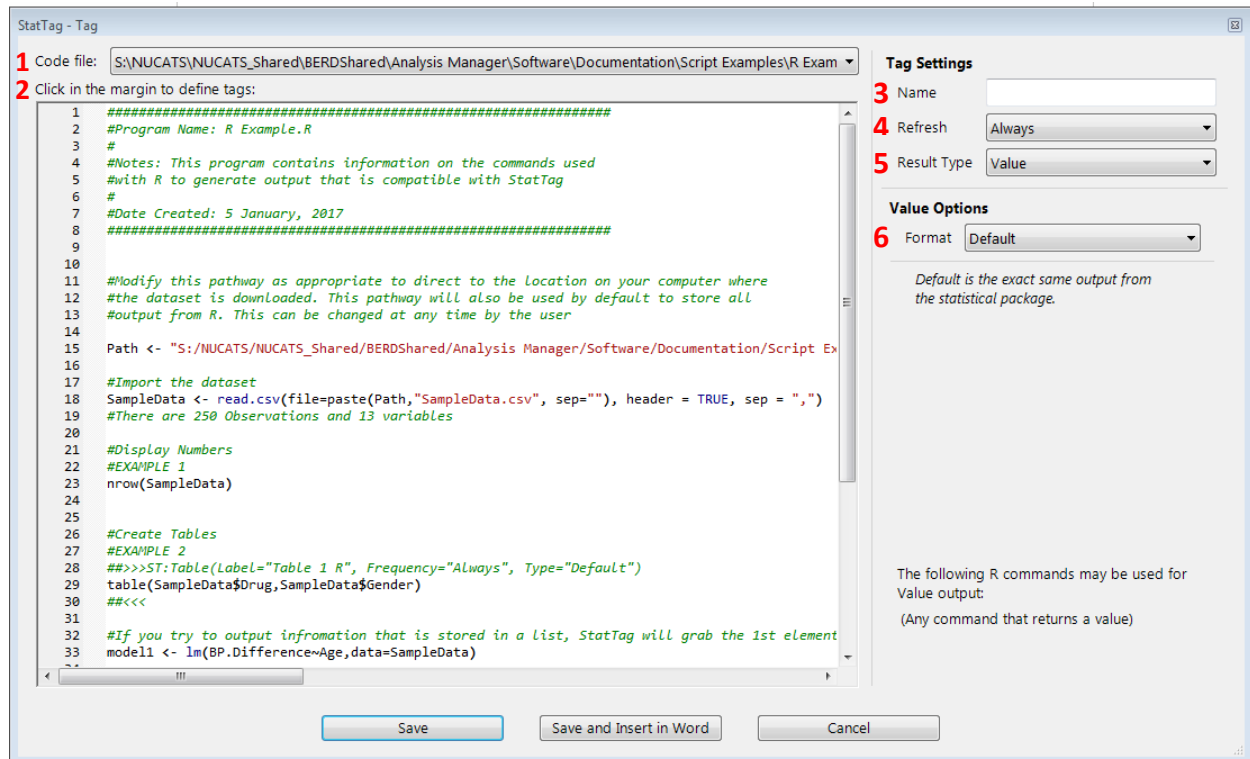 StatTag - Tag
1 Code file: S:\NUCATS\NUCATS_Shared\BERDShared\Analysis Manager\Software\Documentation\Script Examples\R Exam
2 Click in the margin to define tags:
1 #################################################################
2 #Program Name: R Example.R
3 #
4 #Notes: This program contains information on the commands used
5 #with R to generate output that is compatible with StatTag
6 #
7 #Date Created: 5 January, 2017
8 #################################################################
9
10
11 #Modify this pathway as appropriate to direct to the location on your computer where
12 #the dataset is downloaded. This pathway will also be used by default to store all
13 #output from R. This can be changed at any time by the user
14
15 Path <- "S:/NUCATS/NUCATS_Shared/BERDShared/Analysis Manager/Software/Documentation/Script Ex
16
17 #Import the dataset
18 SampleData <- read.csv(file=paste(Path,"SampleData.csv", sep=""), header = TRUE, sep = ",")
19 #There are 250 Observations and 13 variables
20
21 #Display Numbers
22 #EXAMPLE 1
23 nrow(SampleData)
24
25
26 #Create Tables
27 #EXAMPLE 2
28 ##>>>ST:Table(Label="Table 1 R", Frequency="Always", Type="Default")
29 table(SampleData$Drug,SampleData$Gender)
30 ##<<<
31
32 #If you try to output infromation that is stored in a list, StatTag will grab the 1st element
33 model1 <- lm(BP.Difference~Age,data=SampleData)
Tag Settings
3 Name
4 Refresh Always
5 Result Type Value
Value Options
6 Format Default
Default is the exact same output from
the statistical package.
The following R commands may be used for
Value output:
(Any command that returns a value)
Save
Save and Insert in Word
Cancel